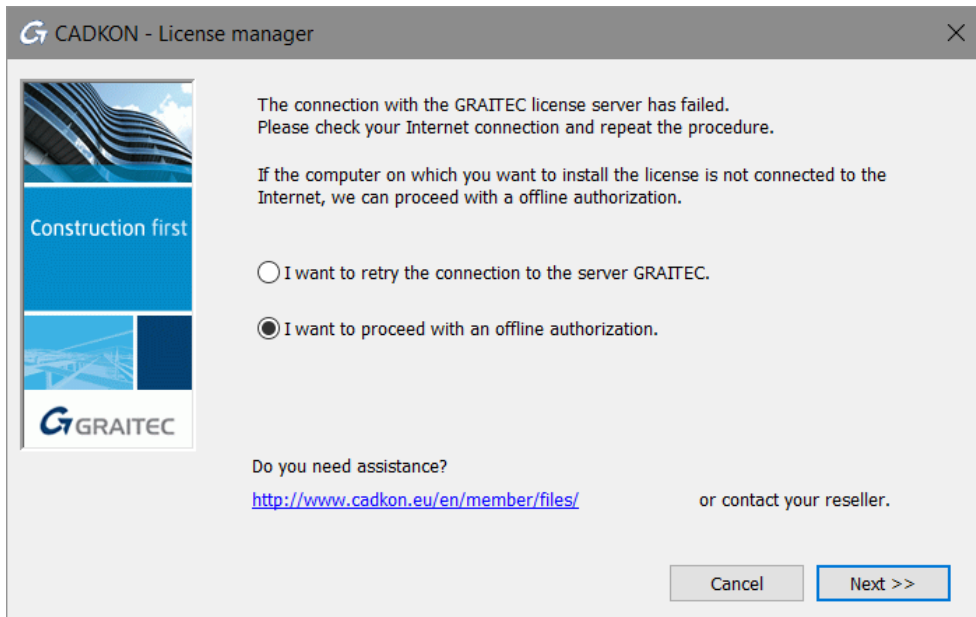 CADKON - License manager
The connection with the GRAITEC license server has failed.
Please check your Internet connection and repeat the procedure.
If the computer on which you want to install the license is not connected to the
Internet, we can proceed with a offline authorization.
Construction first
I want to retry the connection to the server GRAITEC.
I want to proceed with an offline authorization.
GRAITEC
Do you need assistance?
http://www.cadkon.eu/en/member/files/ or contact your reseller.
Cancel Next >>